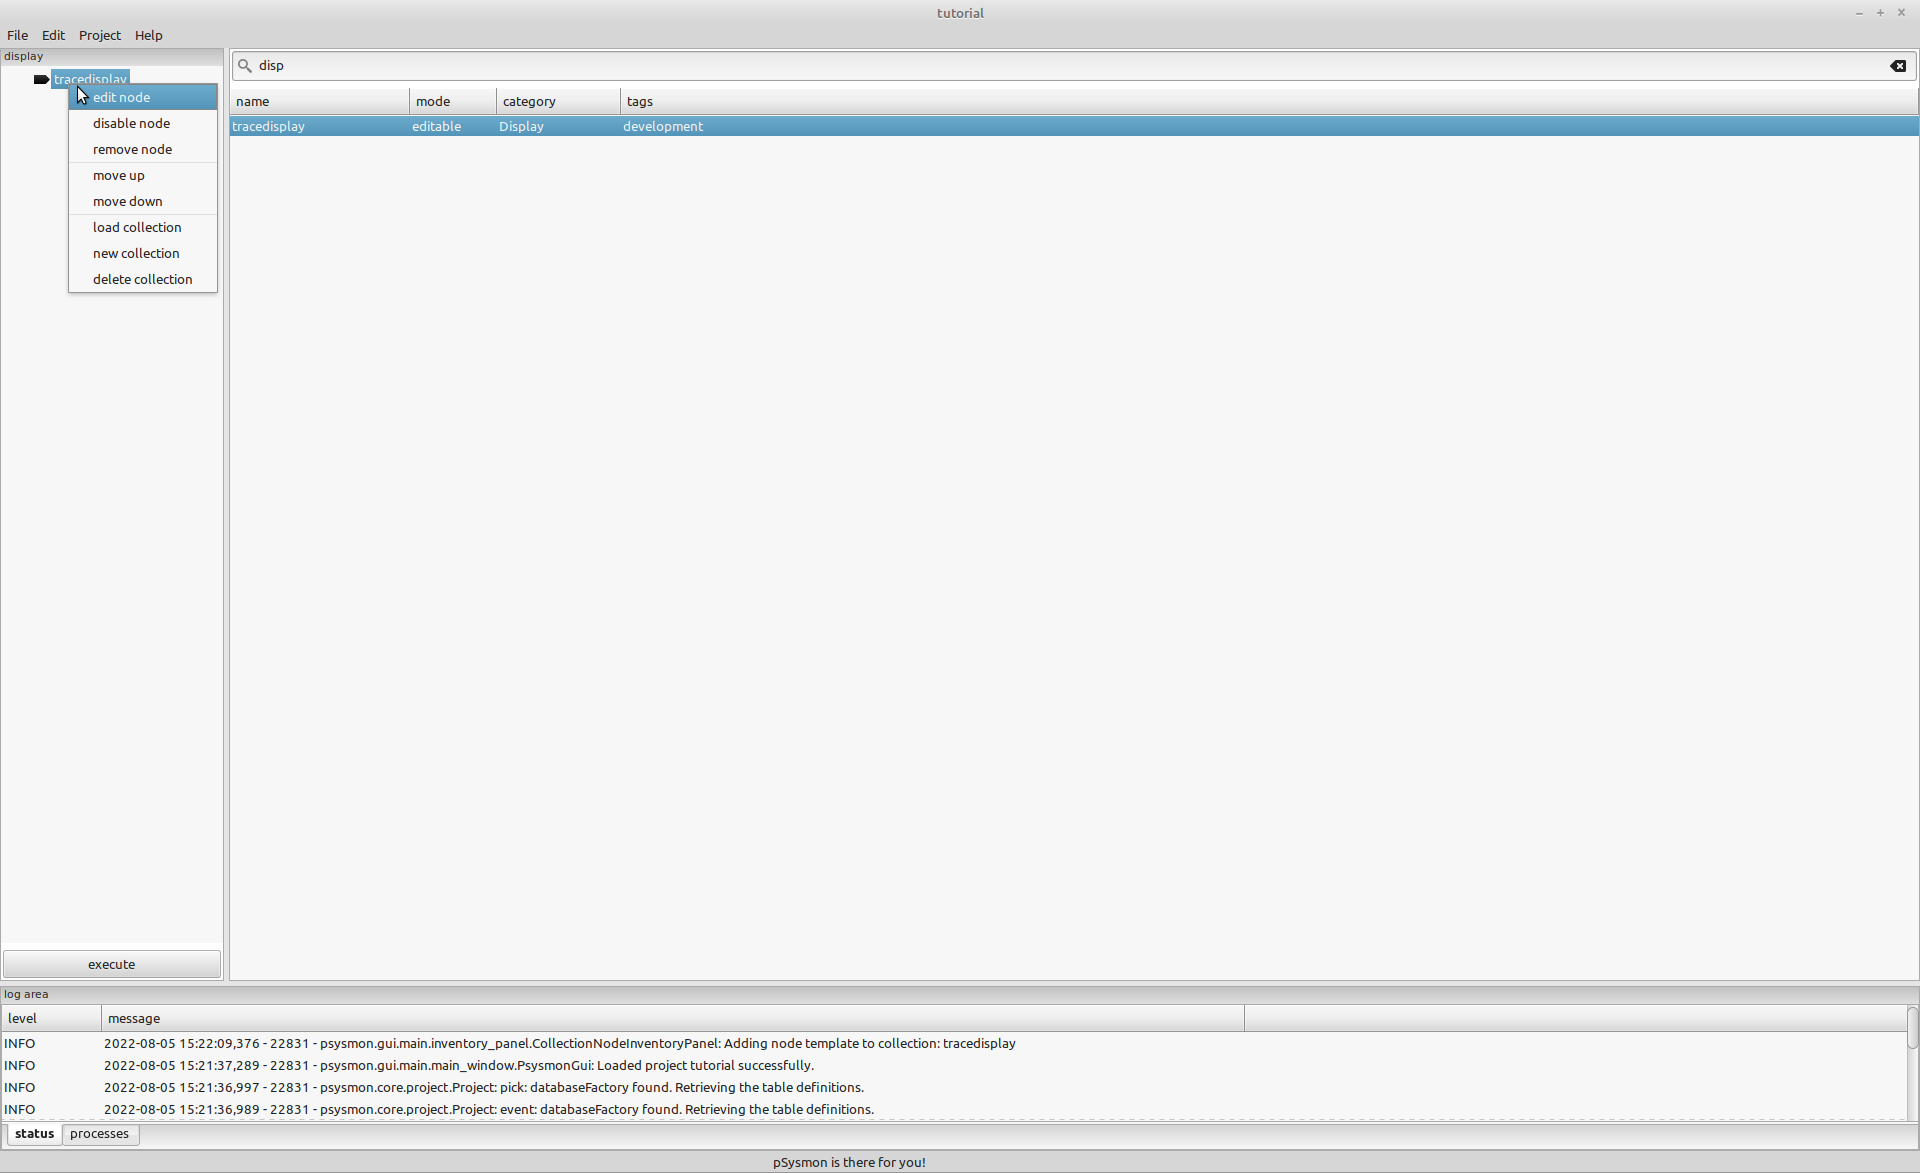 tutorial
File Edit Project Help
display
tracedisplay
edit node
disable node
remove node
move up
move down
load collection
new collection
delete collection
execute
disp
name mode category tags
tracedisplay editable Display development
log area
level message
INFO 2022-08-05 15:22:09,376 - 22831 - psysmon.gui.main.inventory_panel.CollectionNodeInventoryPanel: Adding node template to collection: tracedisplay
INFO 2022-08-05 15:21:37,289 - 22831 - psysmon.gui.main.main_window.PsysmonGui: Loaded project tutorial successfully.
INFO 2022-08-05 15:21:36,997 - 22831 - psysmon.core.project.Project: pick: databaseFactory found. Retrieving the table definitions.
INFO 2022-08-05 15:21:36,989 - 22831 - psysmon.core.project.Project: event: databaseFactory found. Retrieving the table definitions.
status processes
pSysmon is there for you!